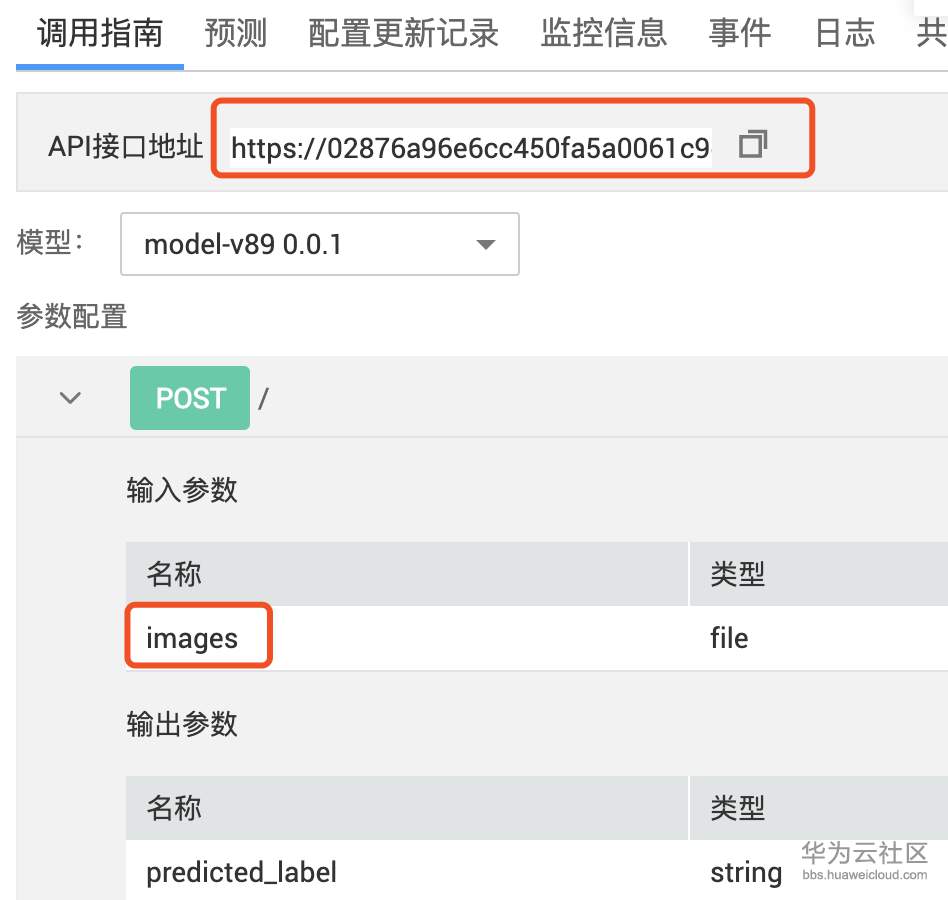 调用指南 预测 配置更新记录 监控信息 事件 日志 共
API接口地址 https://02876a96e6cc450fa5a0061c9
模型： model-v89 0.0.1
参数配置
POST /
输入参数
名称 类型
images file
输出参数
名称 类型
predicted_label string
华为云社区
bbs.huaweicloud.com